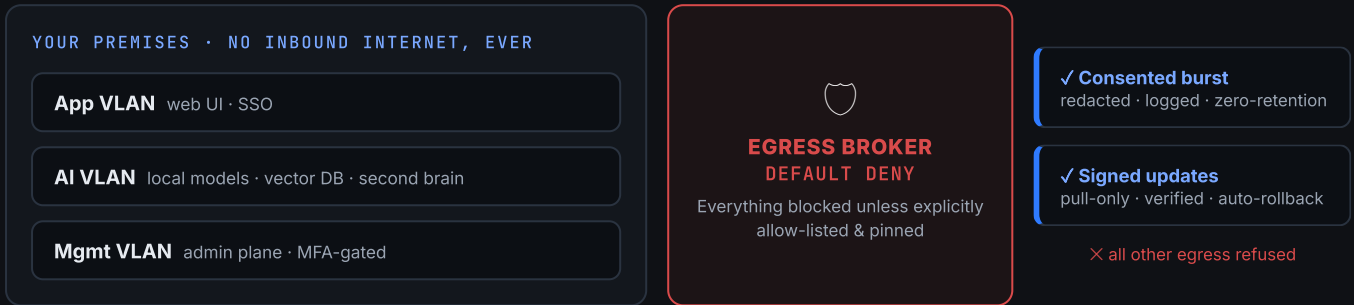 YOUR PREMISES · NO INBOUND INTERNET, EVER
App VLAN web UI · SSO
AI VLAN local models · vector DB · second brain
Mgmt VLAN admin plane · MFA-gated
EGRESS BROKER
DEFAULT DENY
Everything blocked unless explicitly
allow-listed & pinned
✓ Consented burst
redacted · logged · zero-retention
✓ Signed updates
pull-only · verified · auto-rollback
✕ all other egress refused